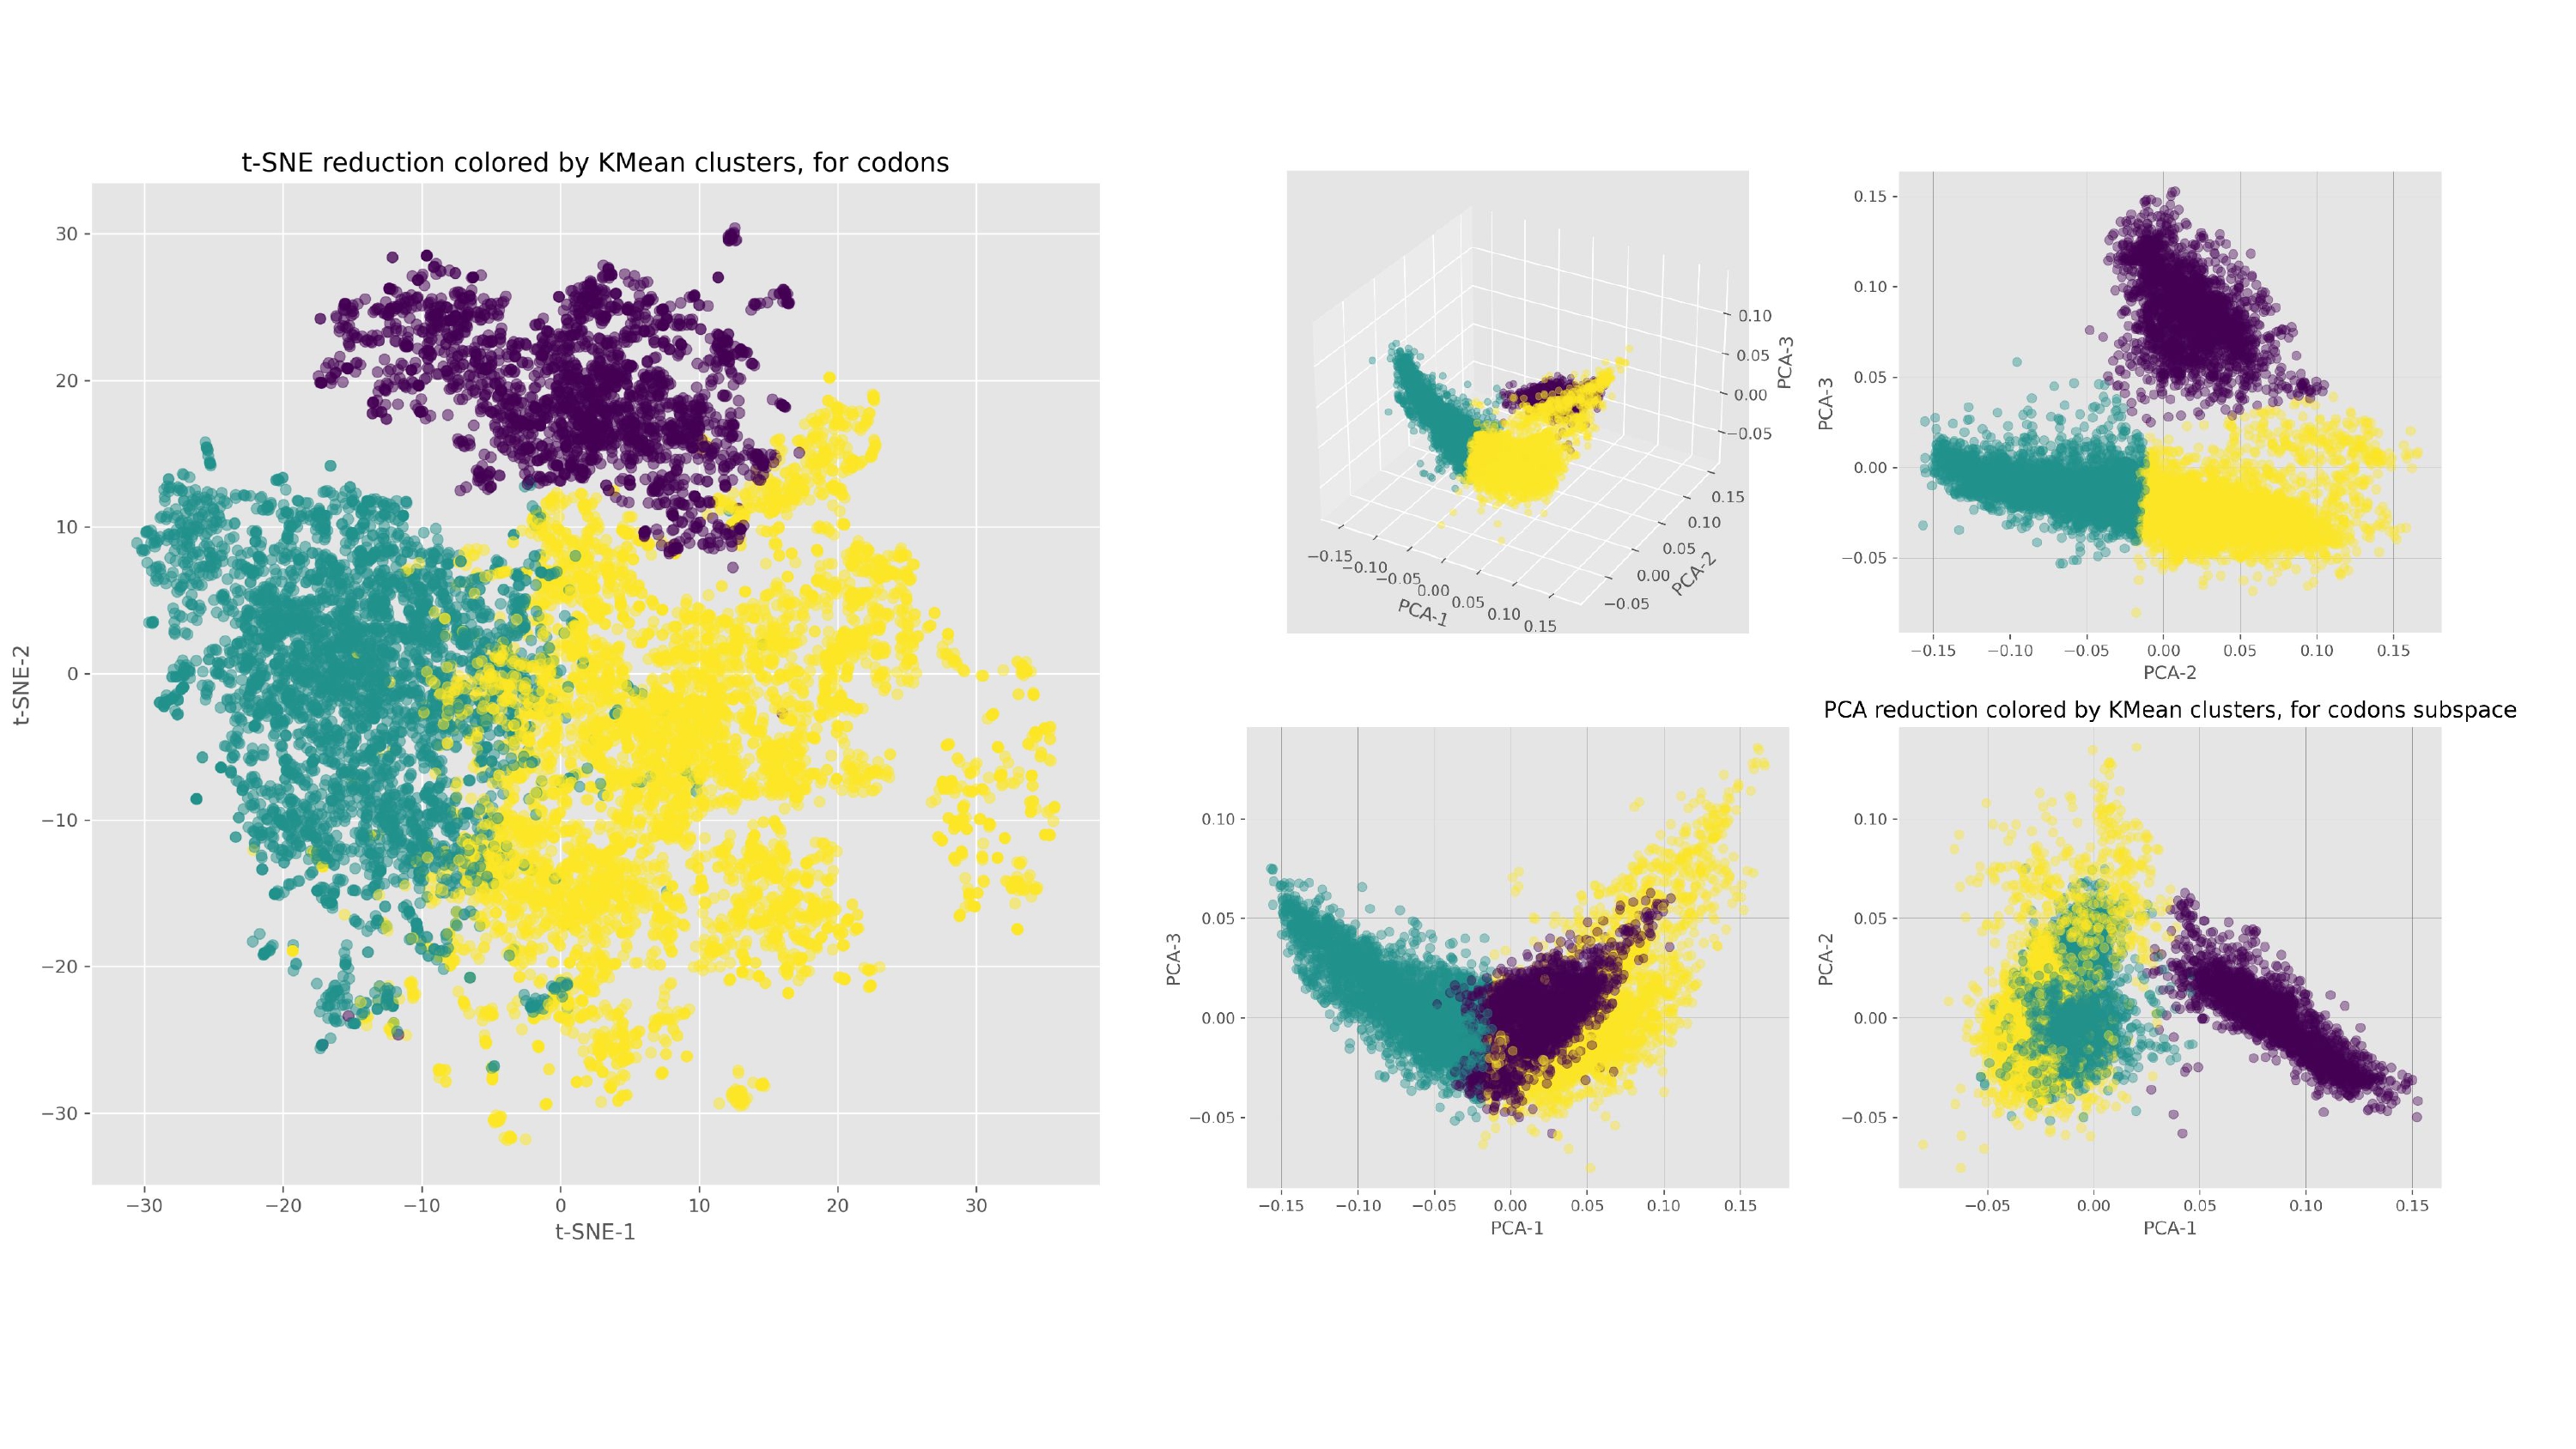 t-SNE reduction colored by KMean clusters, for codons
30
20
10
0
−10
−20
−30
t-SNE-2
−30 −20 −10 0 10 20 30
t-SNE-1
0.10
0.05
0.00
−0.05
PCA-3
0.15
0.10
0.05
0.00
−0.05
PCA-2
−0.15
−0.10
−0.05
0.00
0.05
0.10
0.15
PCA-1
0.15
0.10
0.05
0.00
−0.05
PCA-3
−0.15 −0.10 −0.05 0.00 0.05 0.10 0.15
PCA-2
0.10
0.05
0.00
−0.05
PCA-3
−0.15 −0.10 −0.05 0.00 0.05 0.10 0.15
PCA-1
PCA reduction colored by KMean clusters, for codons subspace
0.10
0.05
0.00
−0.05
PCA-2
−0.05 0.00 0.05 0.10 0.15
PCA-1